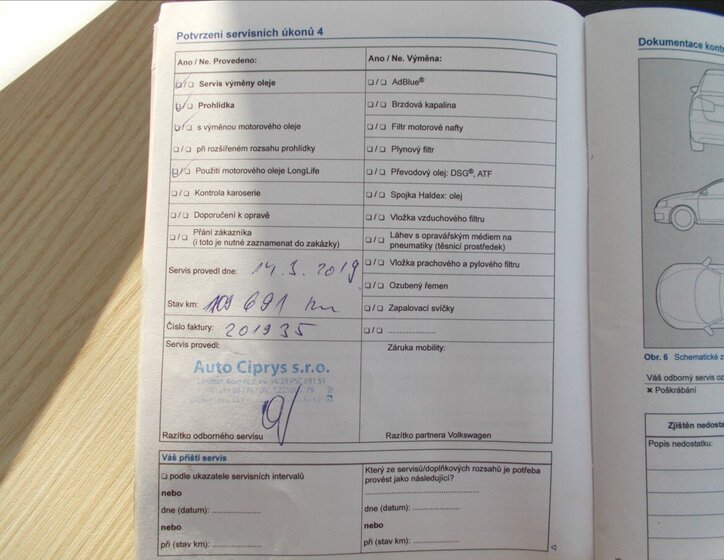 Potvrzení servisních úkonů 4
Ano / Ne. Provedeno:
❏/❏ Servis výměny oleje
❏/❏ Prohlídka
❏/❏ s výměnou motorového oleje
❏/❏ při rozšířeném rozsahu prohlídky
❏/❏ Použití motorového oleje LongLife
❏/❏ Kontrola karoserie
❏/❏ Doporučení k opravě
❏/❏ Přání zákazníka
(i toto je nutné zaznamenat do zakázky)
Servis provedl dne: 14.3.2019
Stav km: 109 691 km
Číslo faktury: 201935
Servis provedl:
Auto Ciprys s.r.o.
Razítko odborného servisu
Ano / Ne. Výměna:
❏/❏ AdBlue®
❏/❏ Brzdová kapalina
❏/❏ Filtr motorové nafty
❏/❏ Plynový filtr
❏/❏ Převodový olej: DSG®, ATF
❏/❏ Spojka Haldex: olej
❏/❏ Vložka vzduchového filtru
❏/❏ Láhev s opravářským médiem na
pneumatiky (těsnicí prostředek)
❏/❏ Vložka prachového a pylového filtru
❏/❏ Ozubený řemen
❏/❏ Zapalovací svíčky
❏/❏ .....................
Záruka mobility:
Razítko partnera Volkswagen
Váš příští servis
❏ podle ukazatele servisních intervalů
nebo
dne (datum): .....................
nebo
při (stav km): .....................
Který ze servisů/doplňkových rozsahů je potřeba
provést jako následující?
.....................
dne (datum): .....................
nebo
při (stav km): .....................
Dokumentace kont
Obr. 6 Schematické z
Váš odborný servis oz
✖ Poškrábání
Zjištěn nedosta
Popis nedostatku: